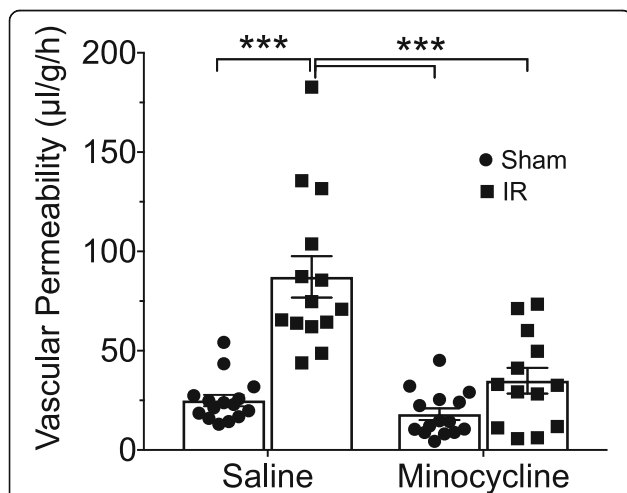 Vascular Permeability (µl/g/h)
200
150
100
50
0
***
***
Sham
IR
Saline
Minocycline